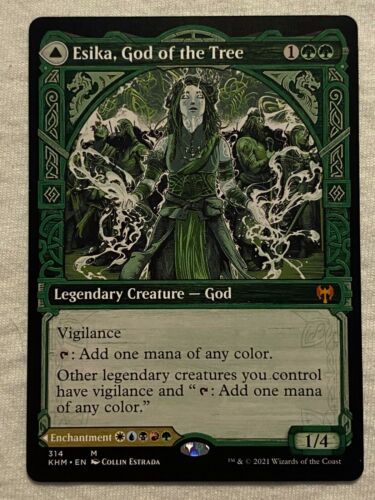 Esika, God of the Tree 1
Legendary Creature — God
Vigilance
: Add one mana of any color.
Other legendary creatures you control
have vigilance and “ : Add one mana
of any color.”
Enchantment
1/4
314 M
KHM • EN Collin Estrada
™ & © 2021 Wizards of the Coast